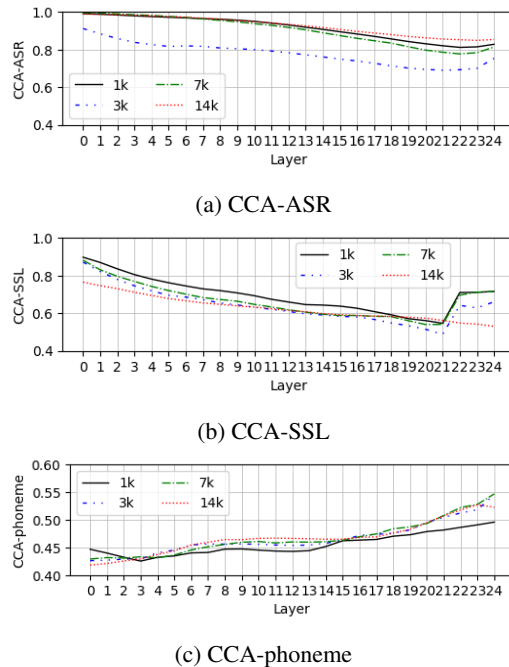 1.0
0.8
0.6
0.4
CCA-ASR
1k 7k
3k 14k
0 1 2 3 4 5 6 7 8 9 10 11 12 13 14 15 16 17 18 19 20 21 22 23 24
Layer
(a) CCA-ASR
1.0
0.8
0.6
0.4
CCA-SSL
1k 7k
3k 14k
0 1 2 3 4 5 6 7 8 9 10 11 12 13 14 15 16 17 18 19 20 21 22 23 24
Layer
(b) CCA-SSL
0.60
0.55
0.50
0.45
0.40
CCA-phoneme
1k 7k
3k 14k
0 1 2 3 4 5 6 7 8 9 10 11 12 13 14 15 16 17 18 19 20 21 22 23 24
Layer
(c) CCA-phoneme